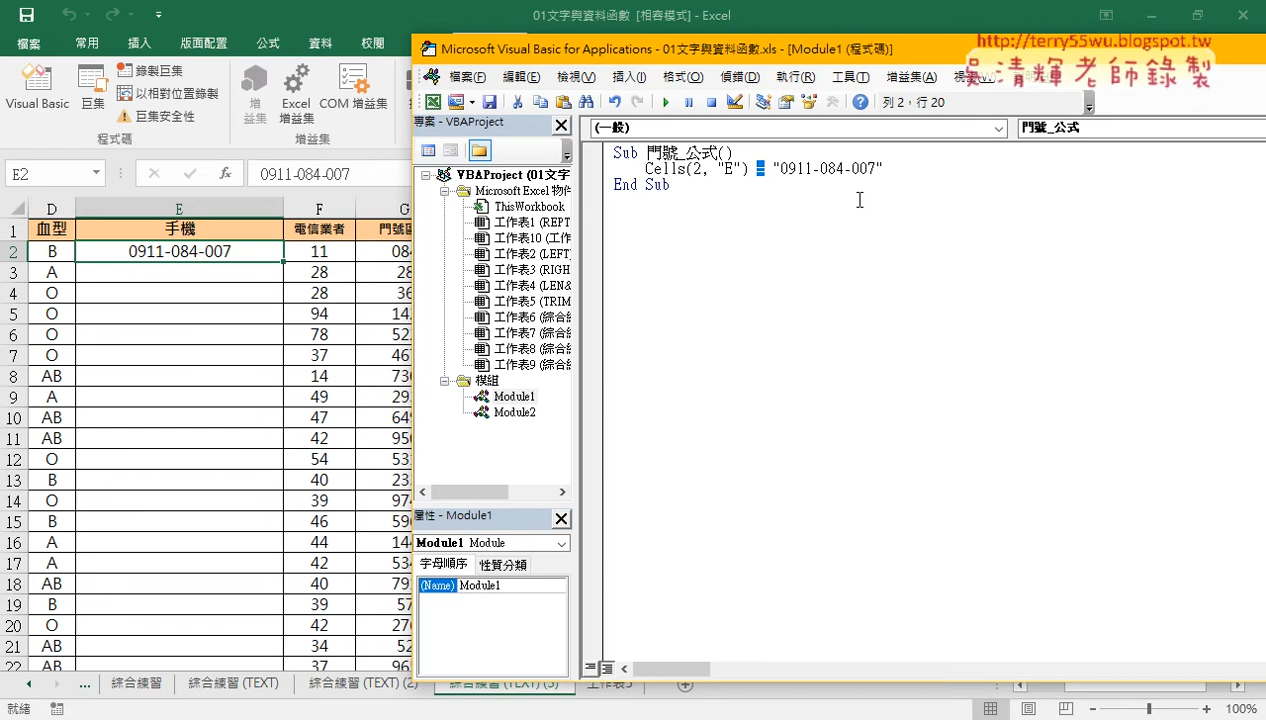 01文字與資料函數 [相容模式] - Excel
檔案 常用 插入 版面配置 公式 資料 校閱
Microsoft Visual Basic for Applications - 01文字與資料函數.xls - [Module1 (程式碼)]
http://terry55wu.blogspot.tw
吳清輝老師錄製
檔案(F) 編輯(E) 檢視(V) 插入(I) 格式(O) 偵錯(D) 執行(R) 工具(T) 增益集(A)
Visual Basic 巨集 錄製巨集
以相對位置錄製
巨集安全性
程式碼
增益集 Excel 增益集 COM 增益集
增益集
列 2，行 20
專案 - VBAProject
(一般) 門號_公式
E2 fx 0911-084-007
D E F G
1 血型 手機 電信業者
2 B 0911-084-007 11
3 A 28 28
4 O 28
5 O 94
6 O 78
7 O 37
8 AB 14
9 A 49
10 AB 47
11 AB 42
12 O 54
13 B 40
14 O 39
15 B 46
16 A 44
17 A 42
18 AB 40
19 B 39 57
20 O 42
21 AB 34 52
22 AB 37
VBAProject (01文字
Microsoft Excel 物件
ThisWorkbook
工作表1 (REPT
工作表10 (工作
工作表2 (LEFT
工作表3 (RIGH
工作表4 (LEN&
工作表5 (TRIM
工作表6 (綜合
工作表7 (綜合
工作表8 (綜合
工作表9 (綜合
模組
Module1
Module2
Sub 門號_公式()
Cells(2, "E") = "0911-084-007"
End Sub
屬性 - Module1
Module1 Module
字母順序 性質分類
(Name) Module1
... 綜合練習 綜合練習 (TEXT) 綜合練習 (TEXT) (2) 綜合練習 (TEXT) (3)
就緒 100%